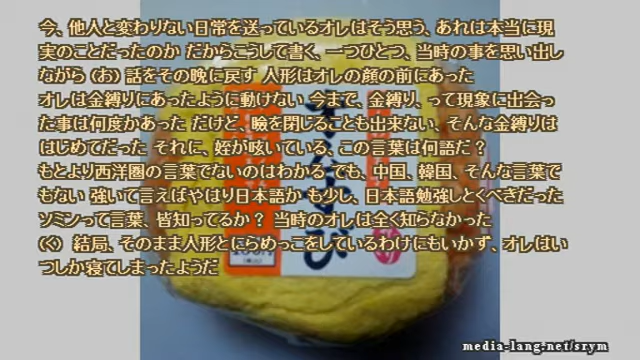 今、他人と変わりない日常を送っているオレはそう思う、あれは本当に現
実のことだったのか だからこうして書く、一つひとつ、当時の事を思い出し
ながら (お) 話をその晩に戻す 人形はオレの顔の前にあった
オレは金縛りにあったように動けない 今まで、金縛り、って現象に出会っ
た事は何度かあった だけど、瞼を閉じることも出来ない、そんな金縛りは
はじめてだった それに、姪が呟いている、この言葉は何語だ？
もとより西洋圏の言葉でないのはわかる でも、中国、韓国、そんな言葉で
もない 強いて言えばやはり日本語か も少し、日本語勉強しとくべきだった
ソミンって言葉、皆知ってるか？ 当時のオレは全く知らなかった
(く) 結局、そのまま人形とにらめっこをしているわけにもいかず、オレはい
つしか寝てしまったようだ
media-lang.net/srym